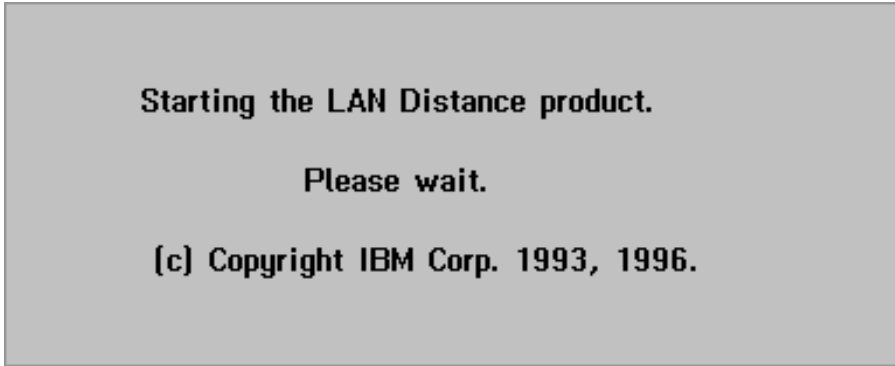 Starting the LAN Distance product.
Please wait.
(c) Copyright IBM Corp. 1993, 1996.